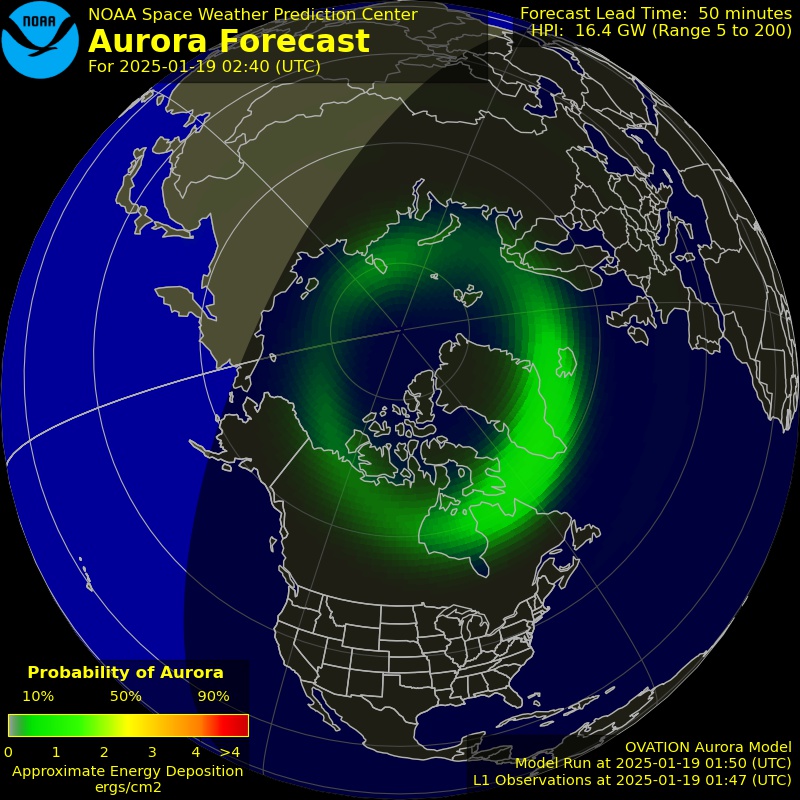 NOAA
NOAA Space Weather Prediction Center
Aurora Forecast
For 2025-01-19 02:40 (UTC)
Forecast Lead Time: 50 minutes
HPI: 16.4 GW (Range 5 to 200)
Probability of Aurora
10% 50% 90%
0 1 2 3 4 >4
Approximate Energy Deposition
ergs/cm2
OVATION Aurora Model
Model Run at 2025-01-19 01:50 (UTC)
L1 Observations at 2025-01-19 01:47 (UTC)